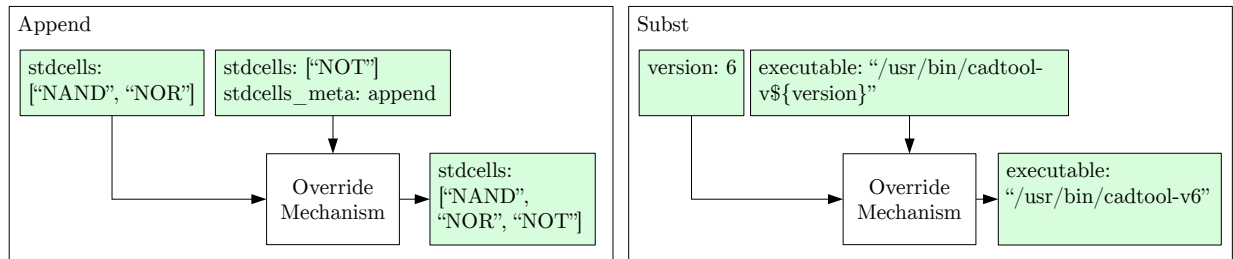 Append
stdcells:
[“NAND”, “NOR”]
stdcells: [“NOT”]
stdcells_meta: append
Override
Mechanism
stdcells:
[“NAND”,
“NOR”, “NOT”]
Subst
version: 6
executable: “/usr/bin/cadtool-
v${version}”
Override
Mechanism
executable:
“/usr/bin/cadtool-v6”